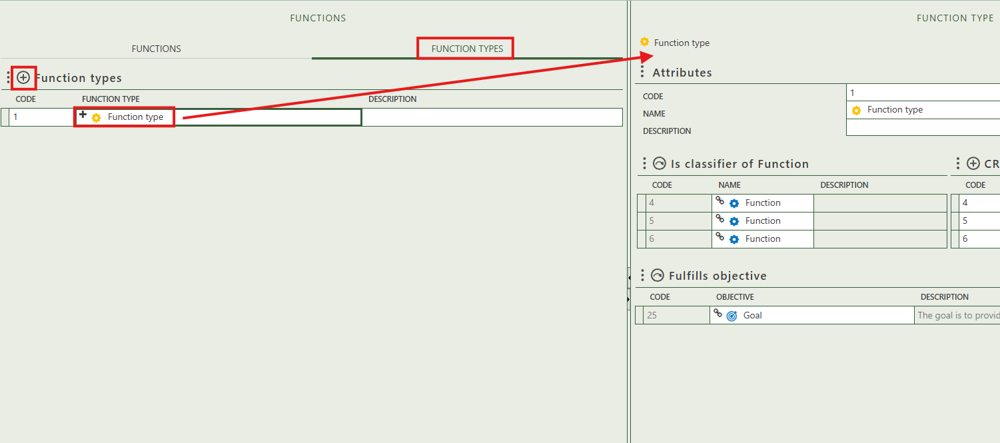 FUNCTIONS
FUNCTIONS FUNCTION TYPES
Function types
CODE FUNCTION TYPE DESCRIPTION
1 Function type
FUNCTION TYPE
Function type
Attributes
CODE 1
NAME Function type
DESCRIPTION
Is classifier of Function
CODE NAME DESCRIPTION
4 Function
5 Function
6 Function
CR
CODE
4
5
6
Fulfills objective
CODE OBJECTIVE DESCRIPTION
25 Goal The goal is to provid